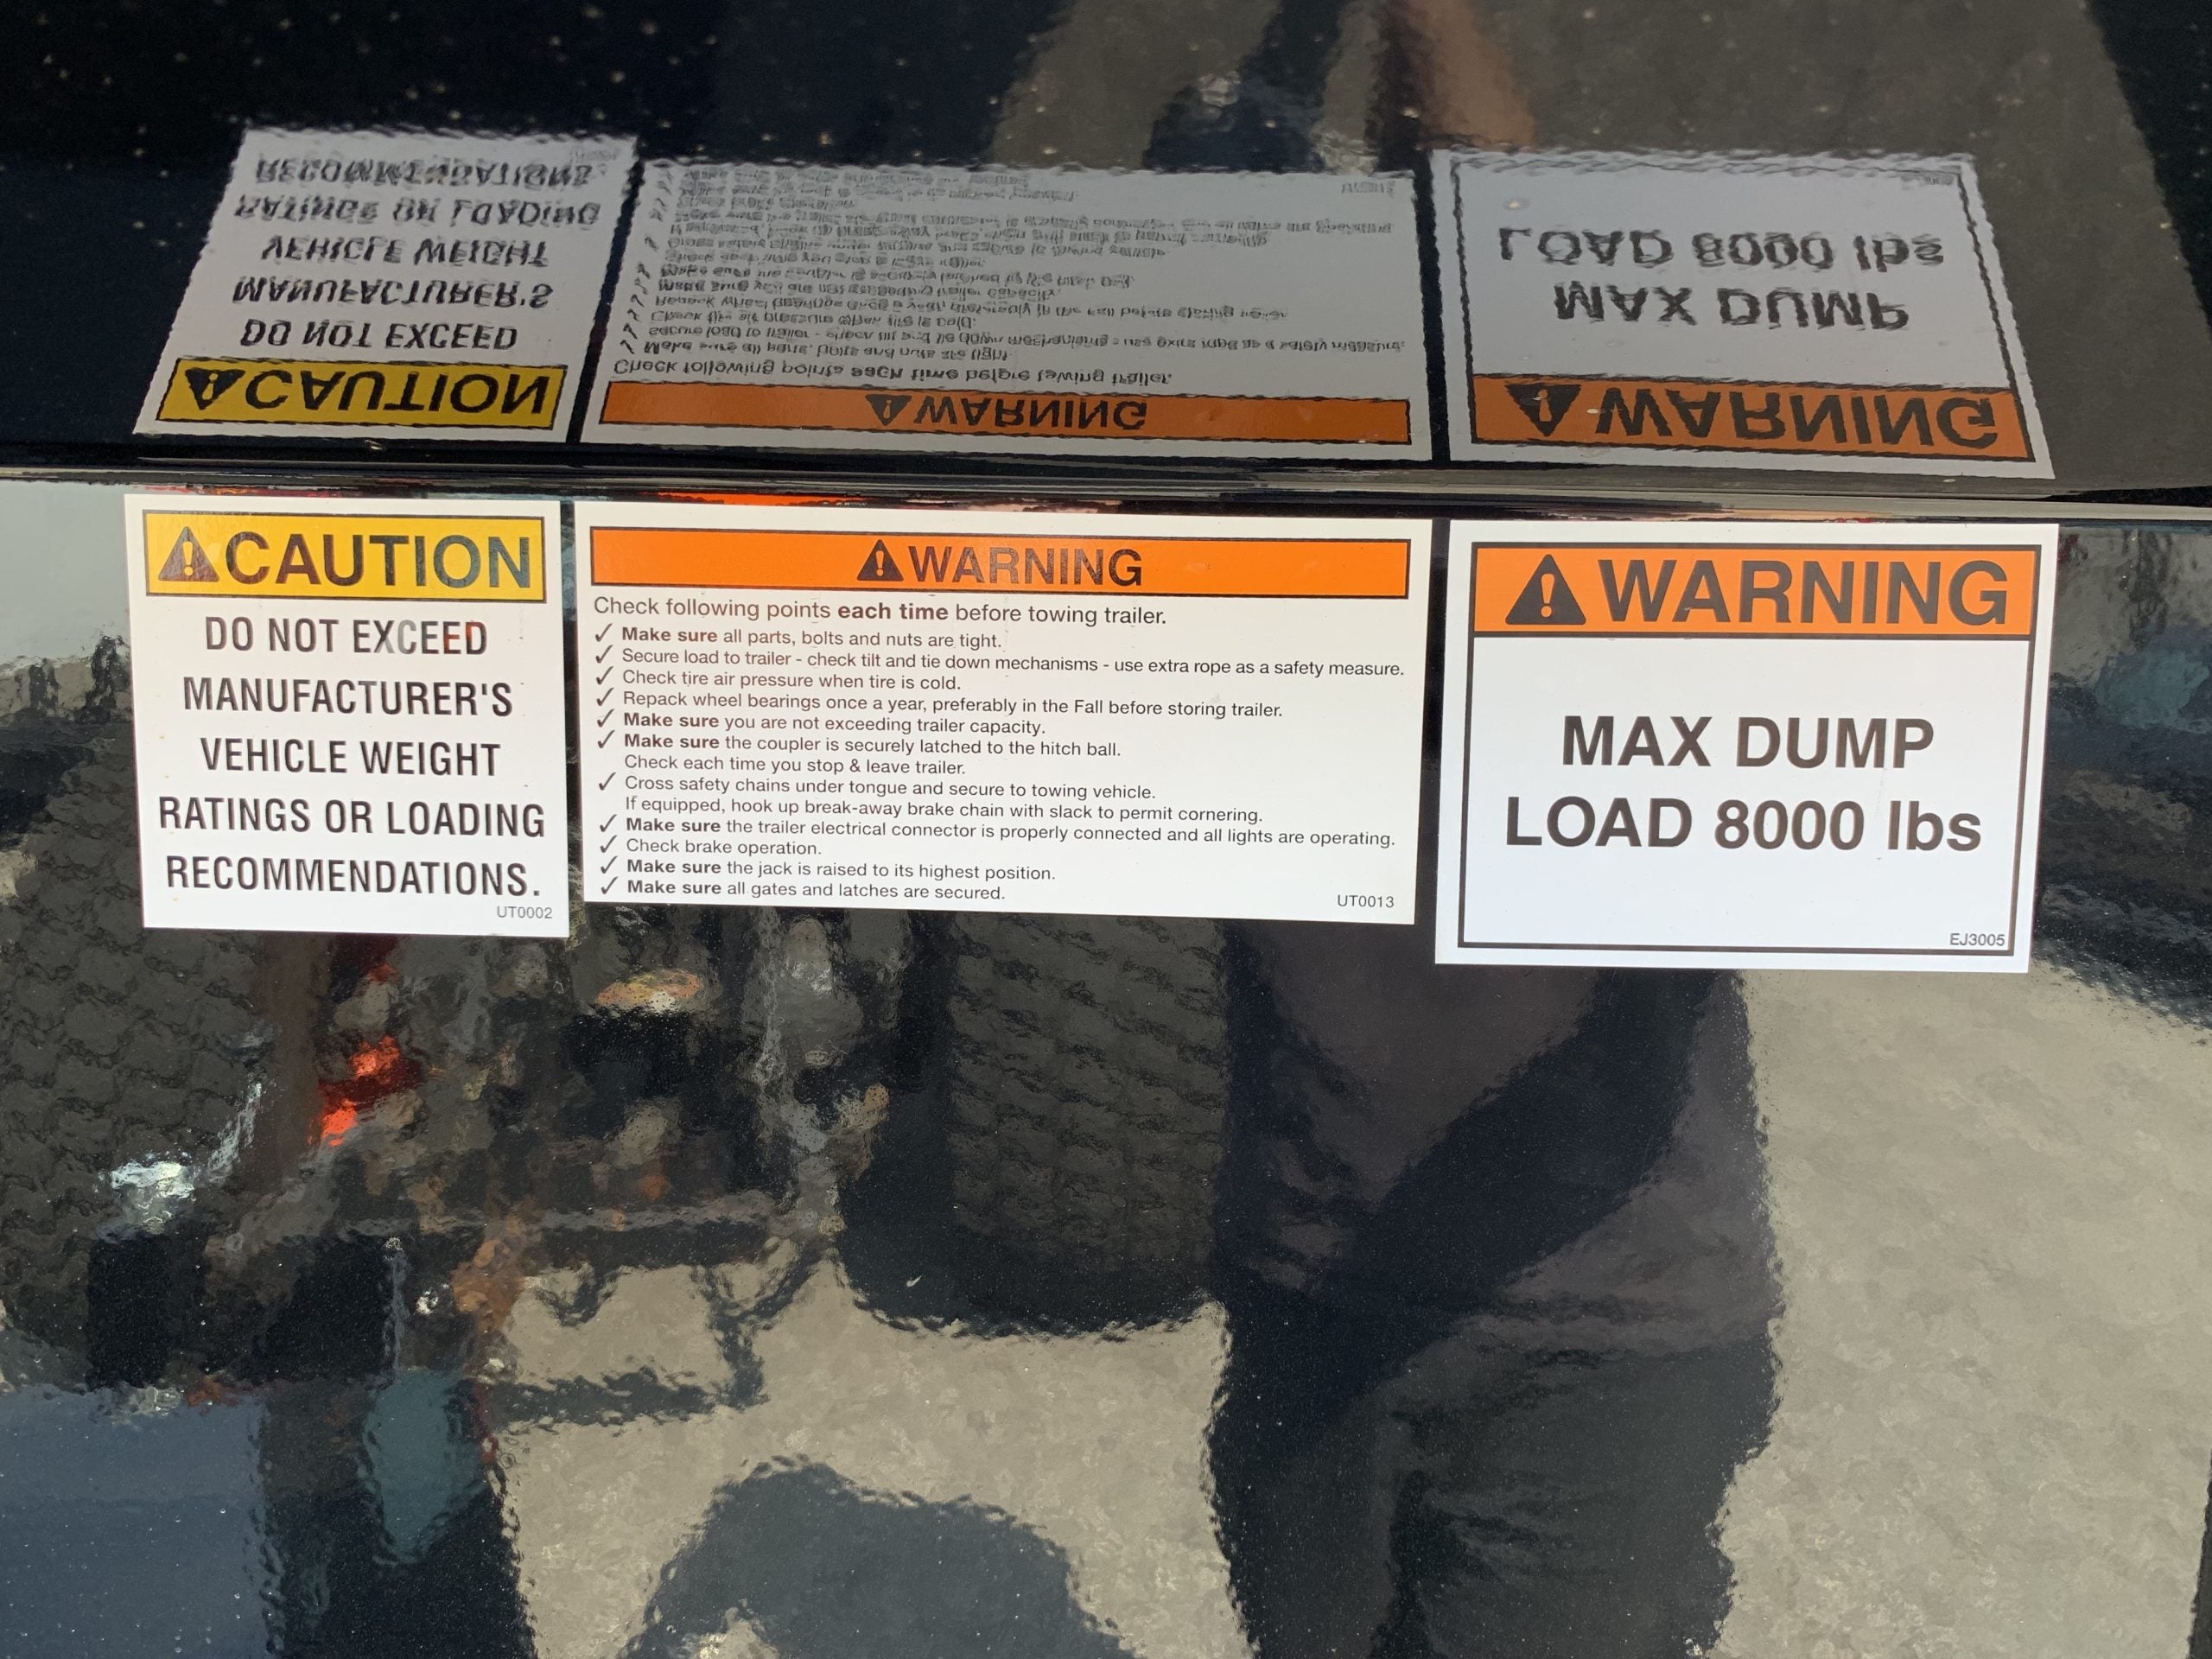 CAUTION
DO NOT EXCEED
MANUFACTURER'S
VEHICLE WEIGHT
RATINGS OR LOADING
RECOMMENDATIONS.
UT0002
WARNING
Check following points each time before towing trailer.
✓ Make sure all parts, bolts and nuts are tight.
✓ Secure load to trailer - check tilt and tie down mechanisms - use extra rope as a safety measure.
✓ Check tire air pressure when tire is cold.
✓ Repack wheel bearings once a year, preferably in the Fall before storing trailer.
✓ Make sure you are not exceeding trailer capacity.
✓ Make sure the coupler is securely latched to the hitch ball.
Check each time you stop & leave trailer.
✓ Cross safety chains under tongue and secure to towing vehicle.
If equipped, hook up break-away brake chain with slack to permit cornering.
✓ Make sure the trailer electrical connector is properly connected and all lights are operating.
✓ Check brake operation.
✓ Make sure the jack is raised to its highest position.
✓ Make sure all gates and latches are secured.
UT0013
WARNING
MAX DUMP
LOAD 8000 lbs
EJ3005